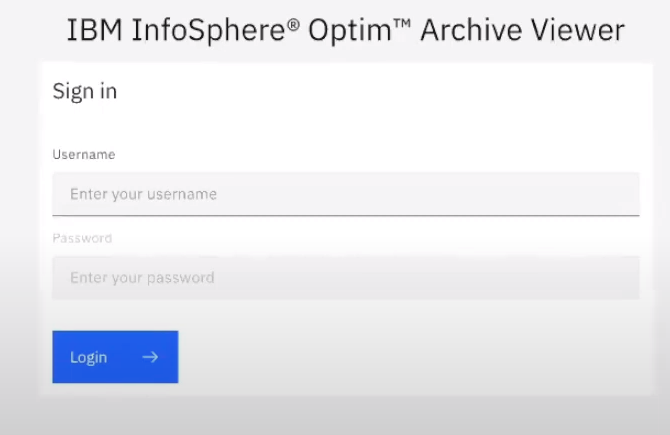 IBM InfoSphere® Optim™ Archive Viewer
Sign in
Username
Enter your username
Password
Enter your password
Login